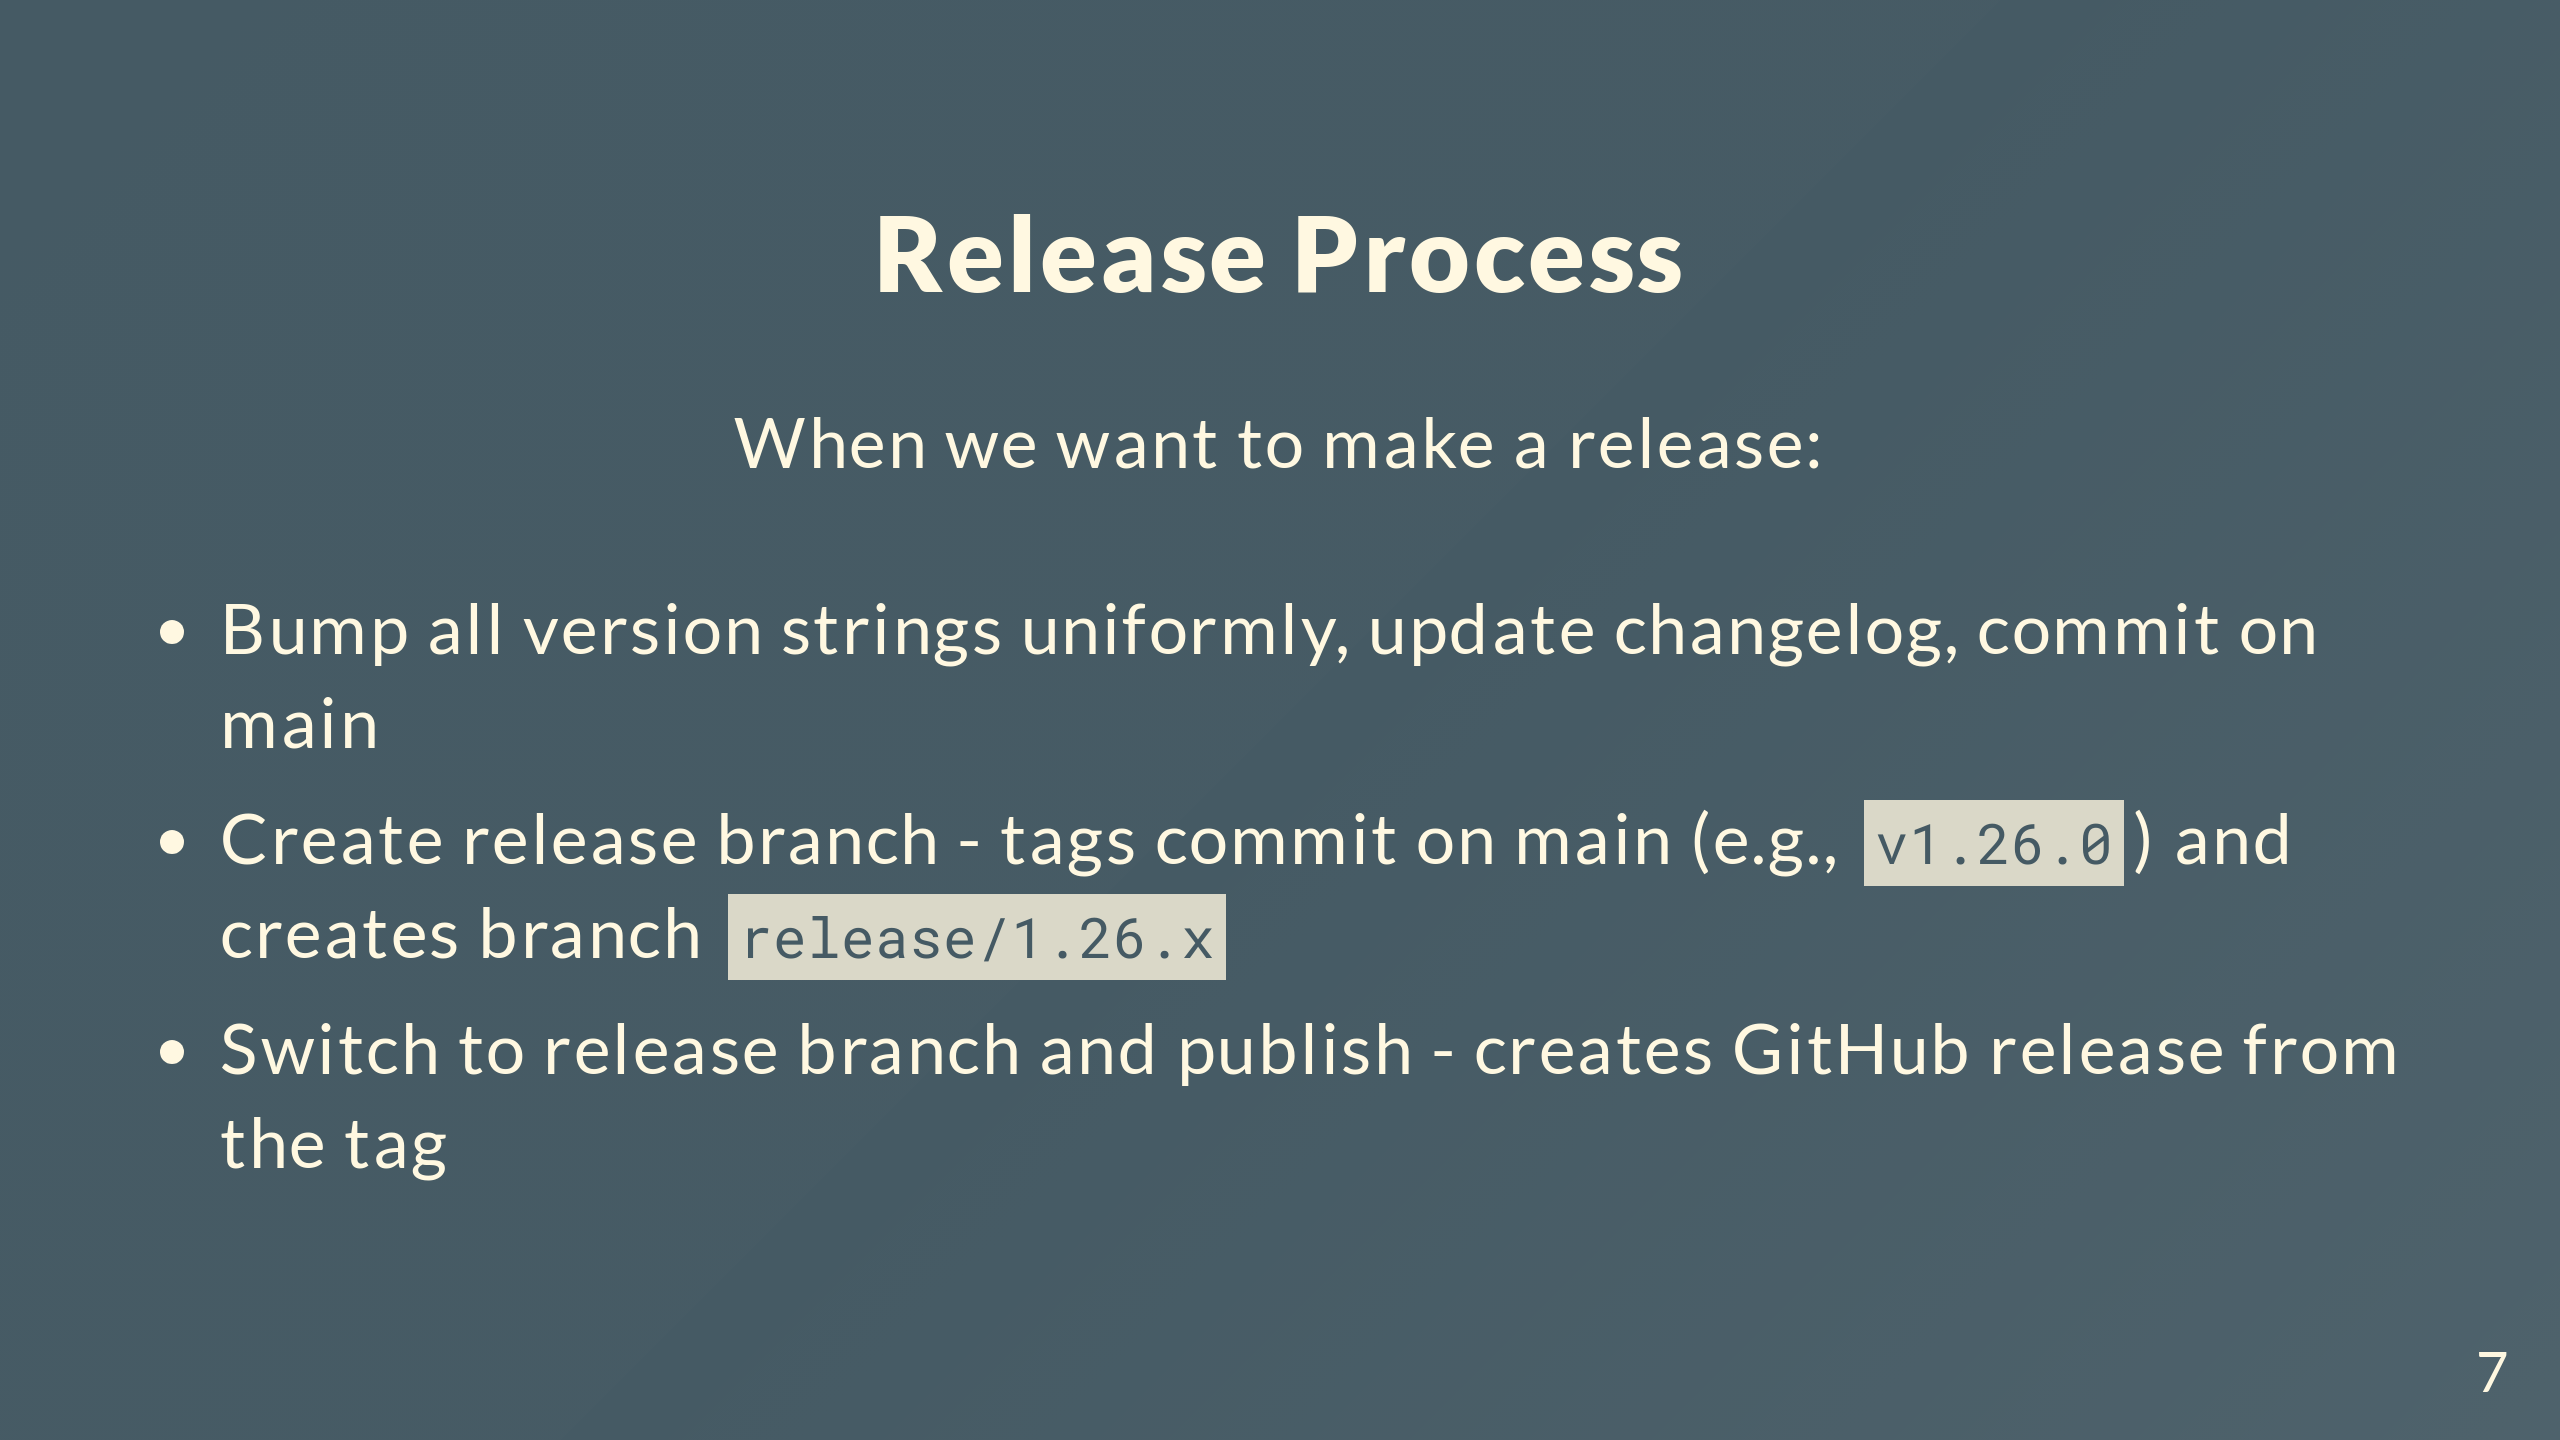 Release Process
When we want to make a release:
• Bump all version strings uniformly, update changelog, commit on
main
• Create release branch - tags commit on main (e.g., v1.26.0) and
creates branch release/1.26.x
• Switch to release branch and publish - creates GitHub release from
the tag
7